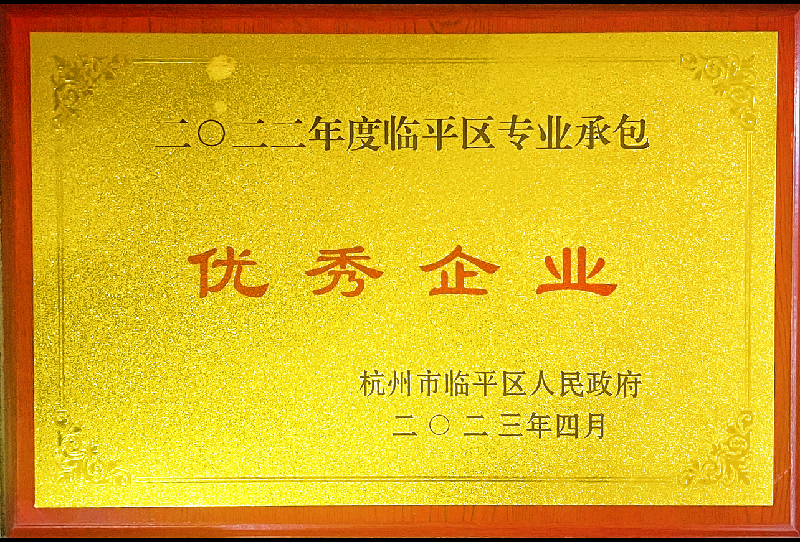 二〇二二年度临平区专业承包
优秀企业
杭州市临平区人民政府
二〇二三年四月